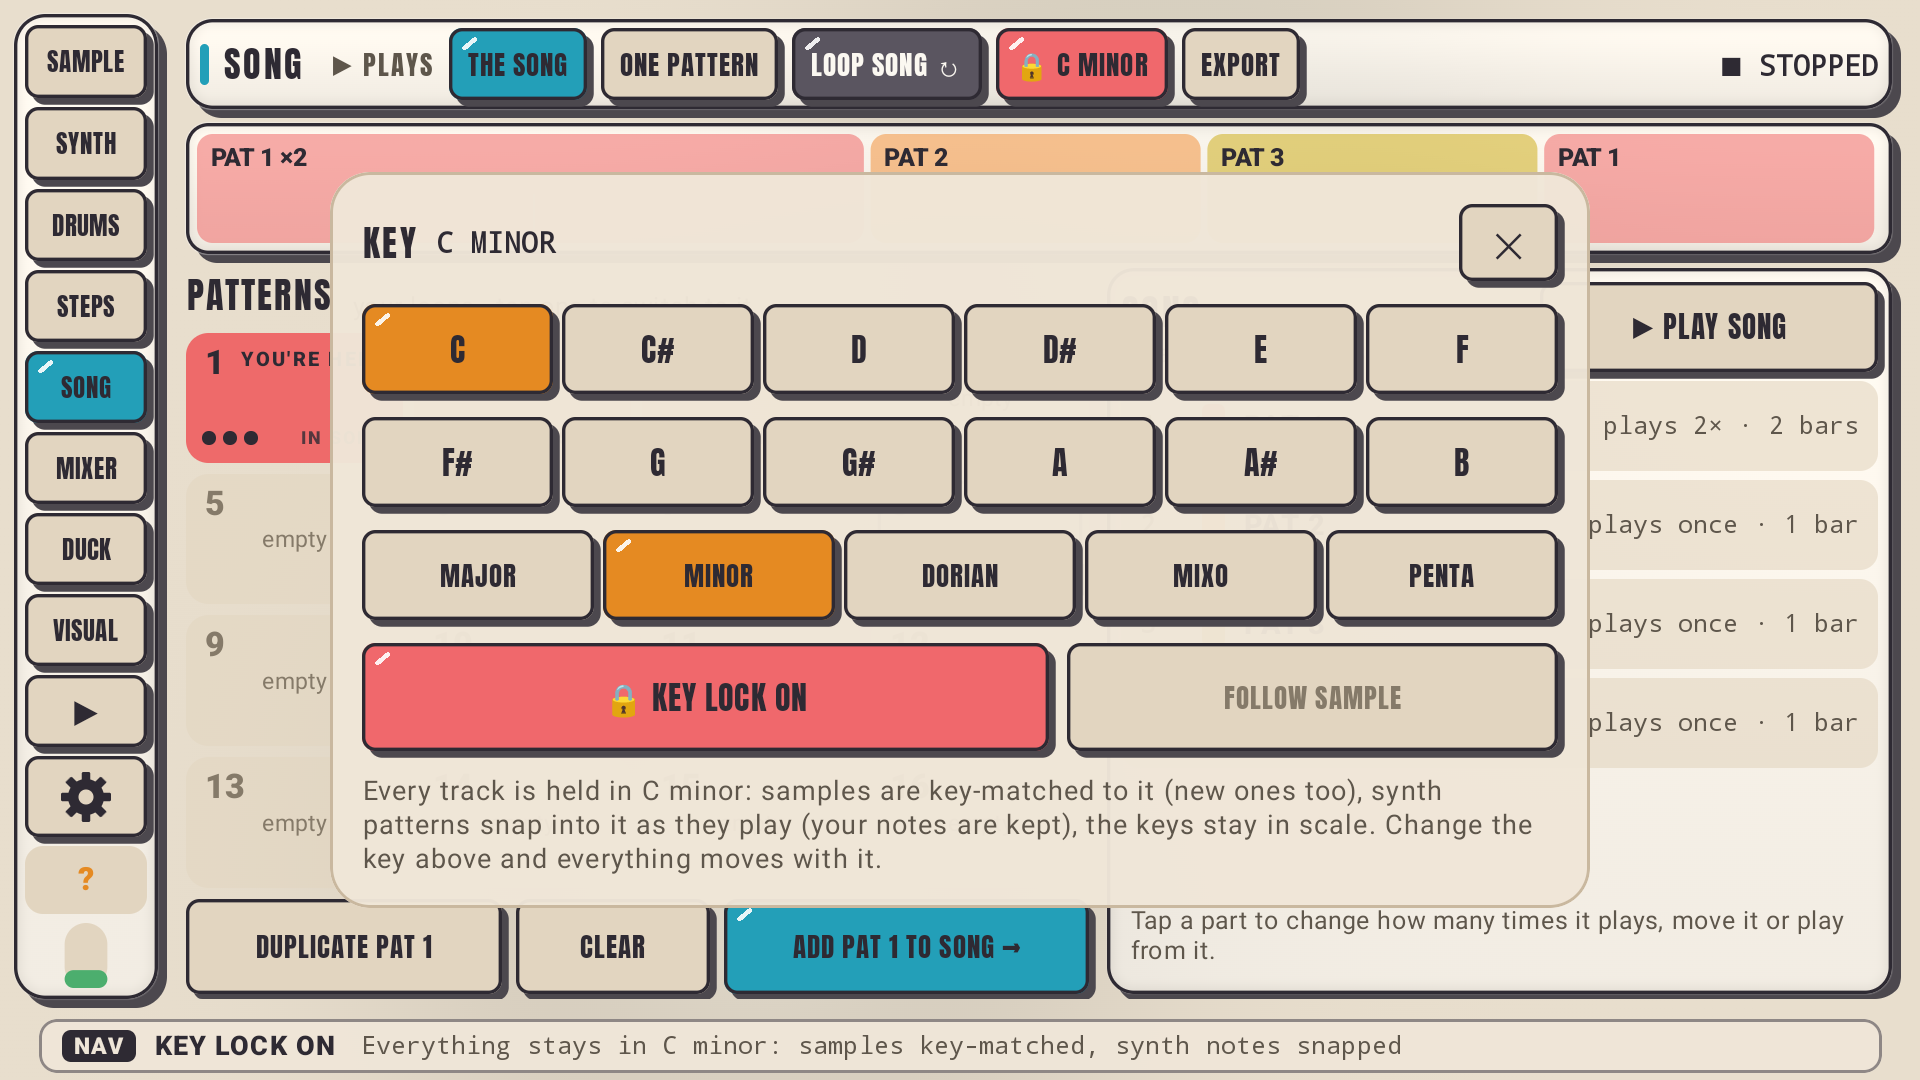 SAMPLE
SYNTH
DRUMS
STEPS
SONG
MIXER
DUCK
VISUAL
?
SONG ▶ PLAYS THE SONG ONE PATTERN LOOP SONG ↻ 🔒 C MINOR EXPORT ■ STOPPED
PAT 1 ×2 PAT 2 PAT 3 PAT 1
PATTERNS
1 YOU'RE
IN
5
empty
9
empty
13
empty
KEY C MINOR
C C# D D# E F
F# G G# A A# B
MAJOR MINOR DORIAN MIXO PENTA
🔒 KEY LOCK ON FOLLOW SAMPLE
Every track is held in C minor: samples are key-matched to it (new ones too), synth
patterns snap into it as they play (your notes are kept), the keys stay in scale. Change the
key above and everything moves with it.
▶ PLAY SONG
plays 2× · 2 bars
plays once · 1 bar
plays once · 1 bar
plays once · 1 bar
Tap a part to change how many times it plays, move it or play
from it.
DUPLICATE PAT 1 CLEAR ADD PAT 1 TO SONG →
NAV KEY LOCK ON Everything stays in C minor: samples key-matched, synth notes snapped